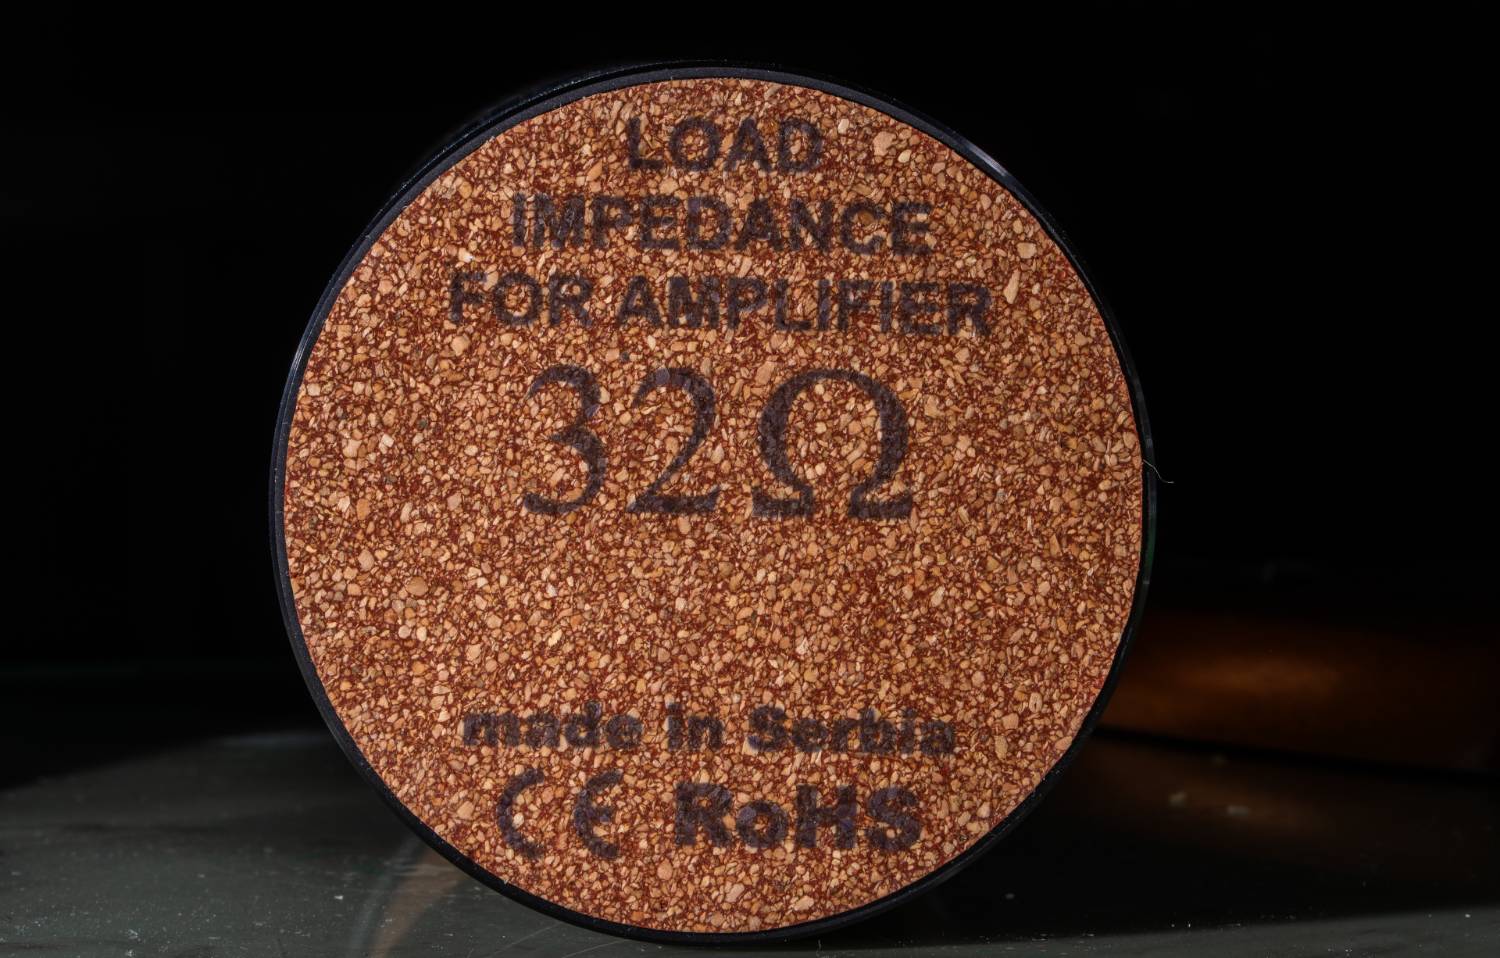 LOAD
IMPEDANCE
FOR AMPLIFIER
32Ω
made in Serbia
CE RoHS